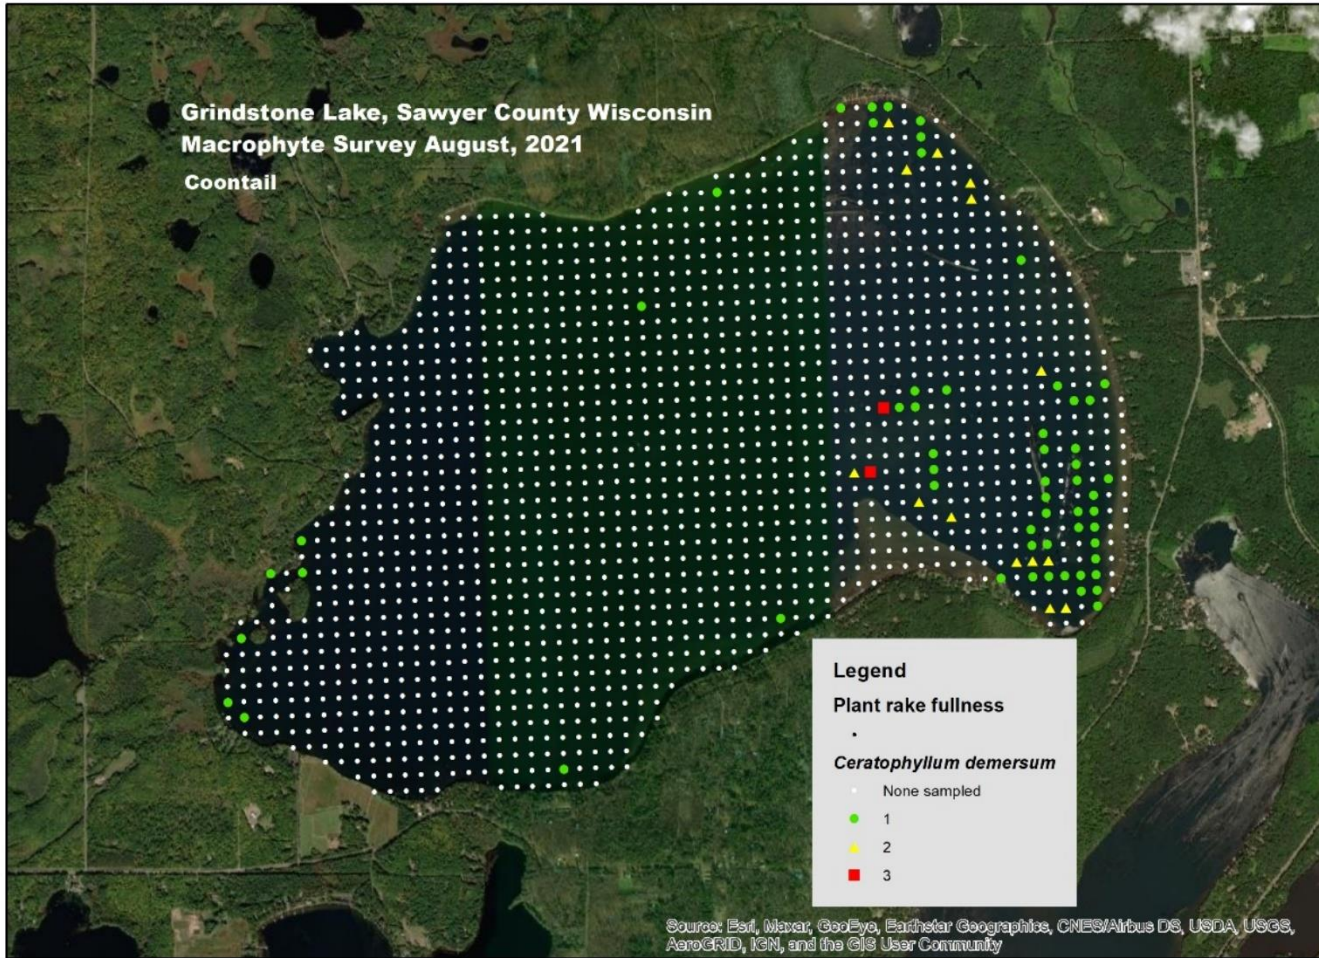 Grindstone Lake, Sawyer County Wisconsin
Macrophyte Survey August, 2021
Coontail
Legend
Plant rake fullness
Ceratophyllum demersum
None sampled
1
2
3
Source: Esri, Maxar, GeoEye, Earthstar Geographics, CNES/Airbus DS, USDA, USGS,
AeroGRID, IGN, and the GIS User Community